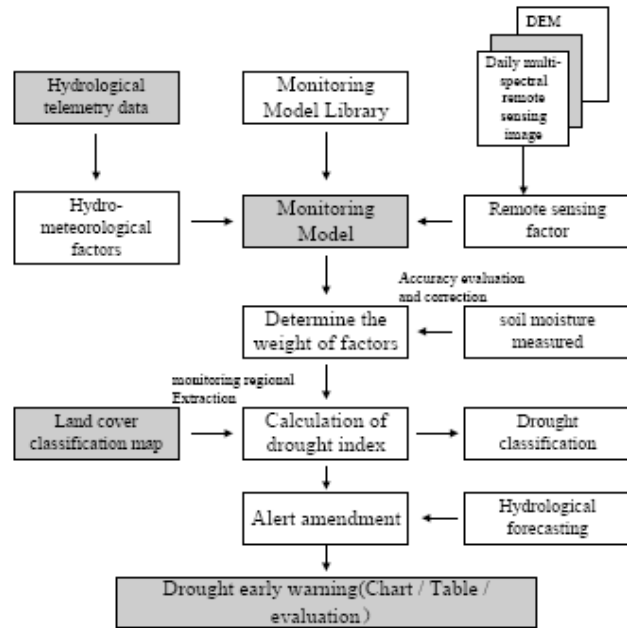 DEM
Daily multi-
spectral
remote
sensing
image
Hydrological
telemetry data
Monitoring
Model Library
Hydro-
meteorological
factors
Monitoring
Model
Remote sensing
factor
Accuracy evaluation
and correction
Determine the
weight of factors
soil moisture
measured
monitoring regional
Extraction
Land cover
classification map
Calculation of
drought index
Drought
classification
Alert amendment
Hydrological
forecasting
Drought early warning(Chart / Table /
evaluation）